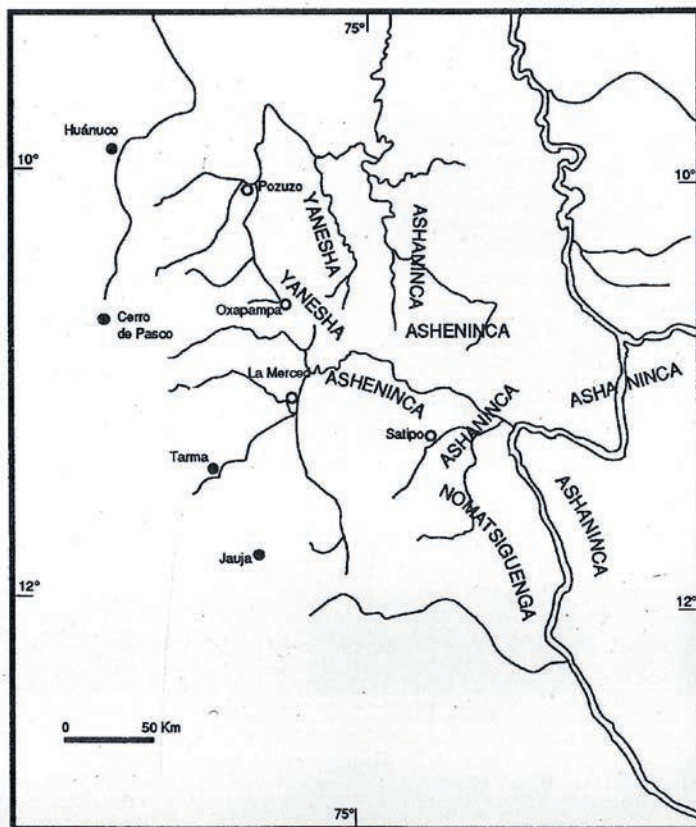 75°
Huánuco
10°
10°
Pozuzo
YANESHA
ASHANINCA
YANESHA
Oxapampa
Cerro
de Pasco
ASHENINCA
La Merced
ASHENINCA
ASHANINCA
ASHANINCA
Satipo
Tarma
NOMATSIGUENGA
ASHANINCA
Jauja
12°
12°
0 50 Km
75°